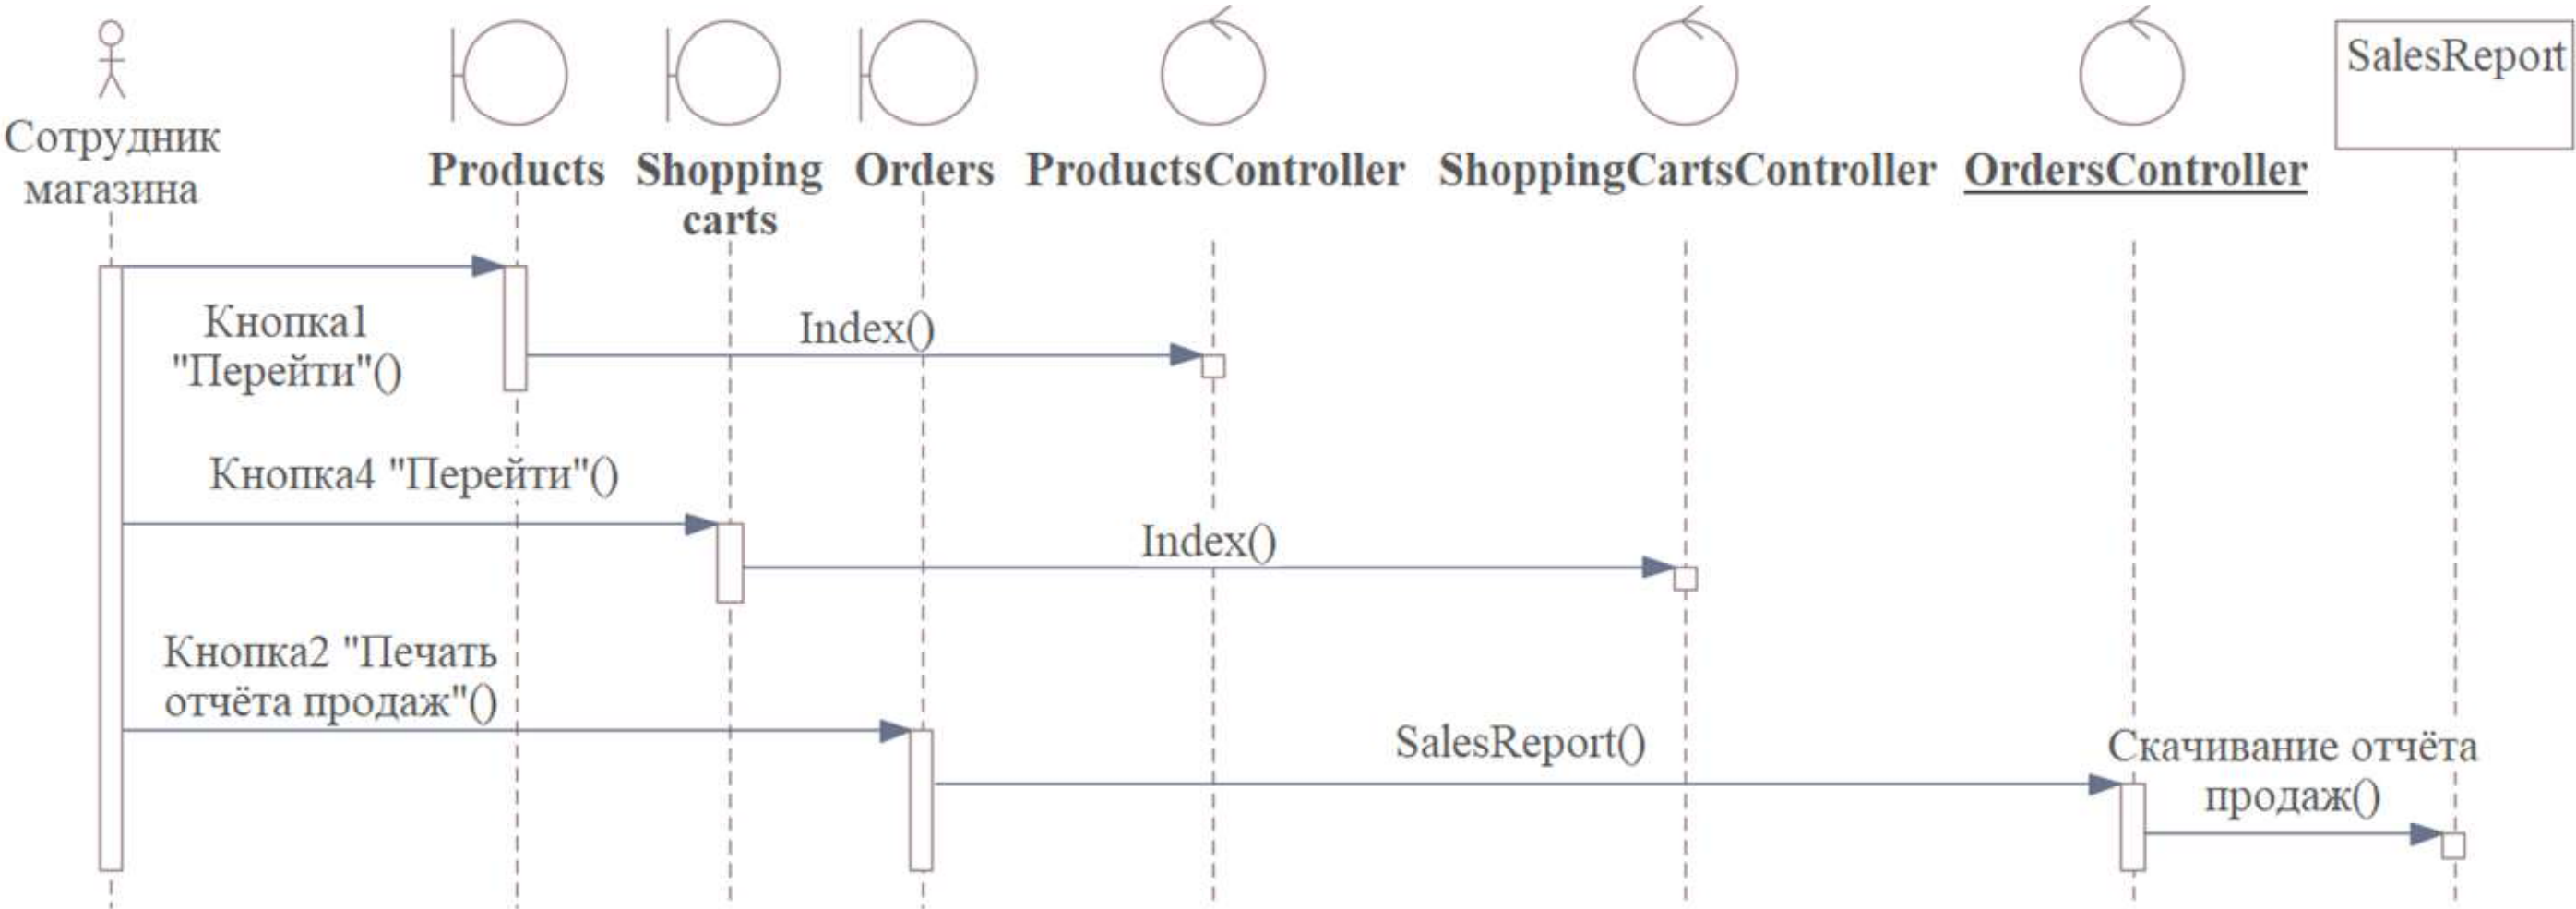 Сотрудник
магазина
Products
Shopping
carts
Orders
ProductsController
ShoppingCartsController
OrdersController
SalesReport
Кнопка1
"Перейти"()
Index()
Кнопка4 "Перейти"()
Index()
Кнопка2 "Печать
отчёта продаж"()
SalesReport()
Скачивание отчёта
продаж()